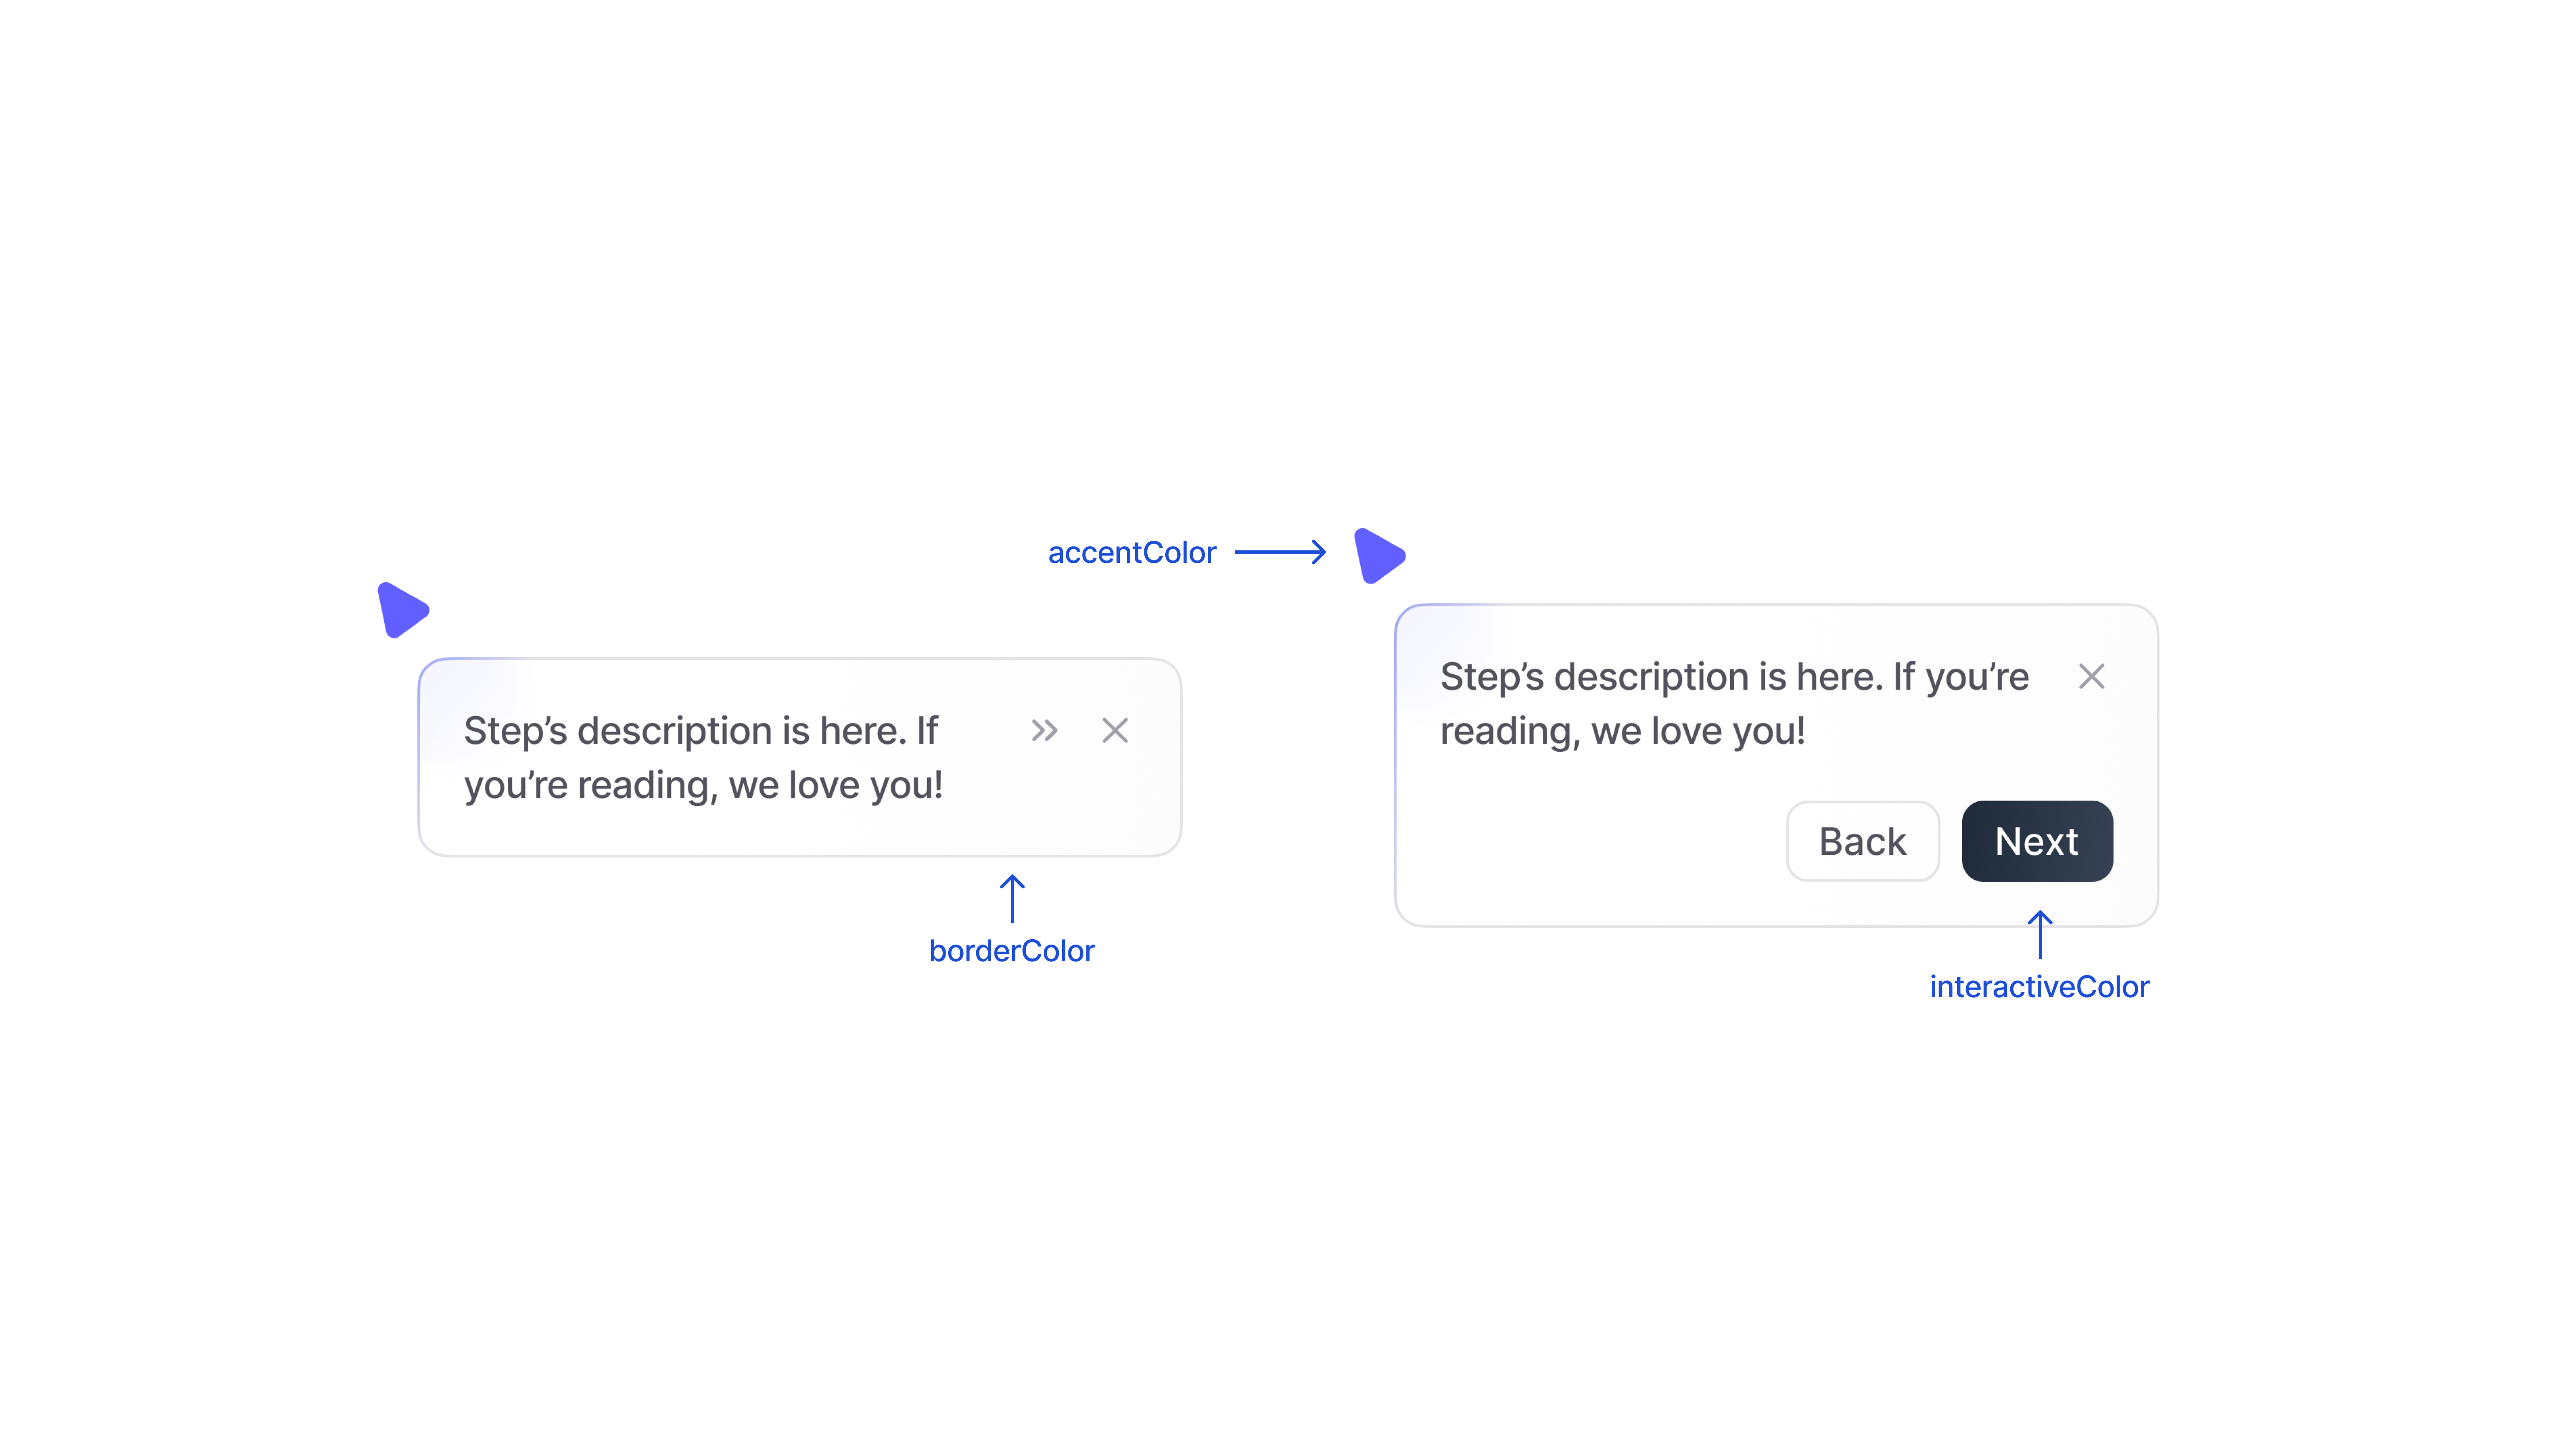 accentColor
Step’s description is here. If
you’re reading, we love you!
borderColor
Step’s description is here. If you’re
reading, we love you!
Back
Next
interactiveColor